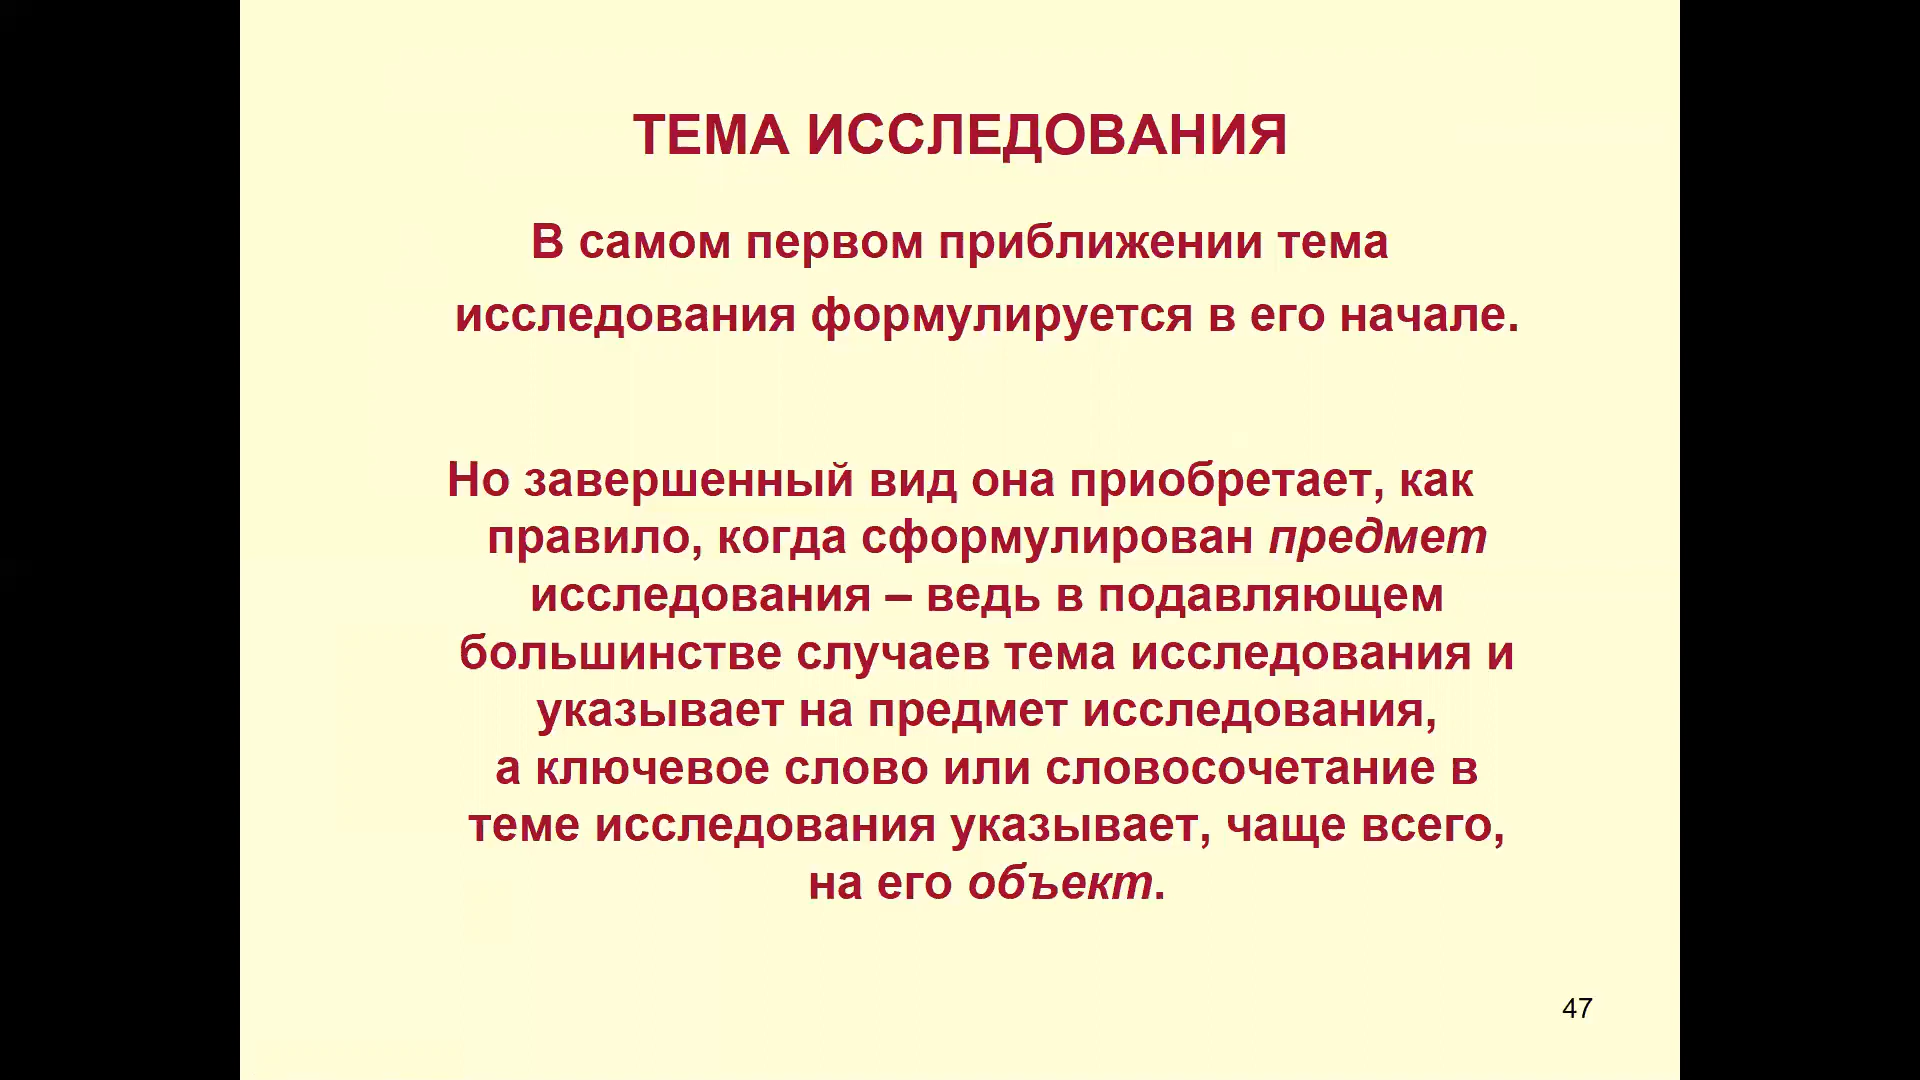 ТЕМА ИССЛЕДОВАНИЯ
В самом первом приближении тема
исследования формулируется в его начале.
Но завершенный вид она приобретает, как
правило, когда сформулирован предмет
исследования – ведь в подавляющем
большинстве случаев тема исследования и
указывает на предмет исследования,
а ключевое слово или словосочетание в
теме исследования указывает, чаще всего,
на его объект.
47